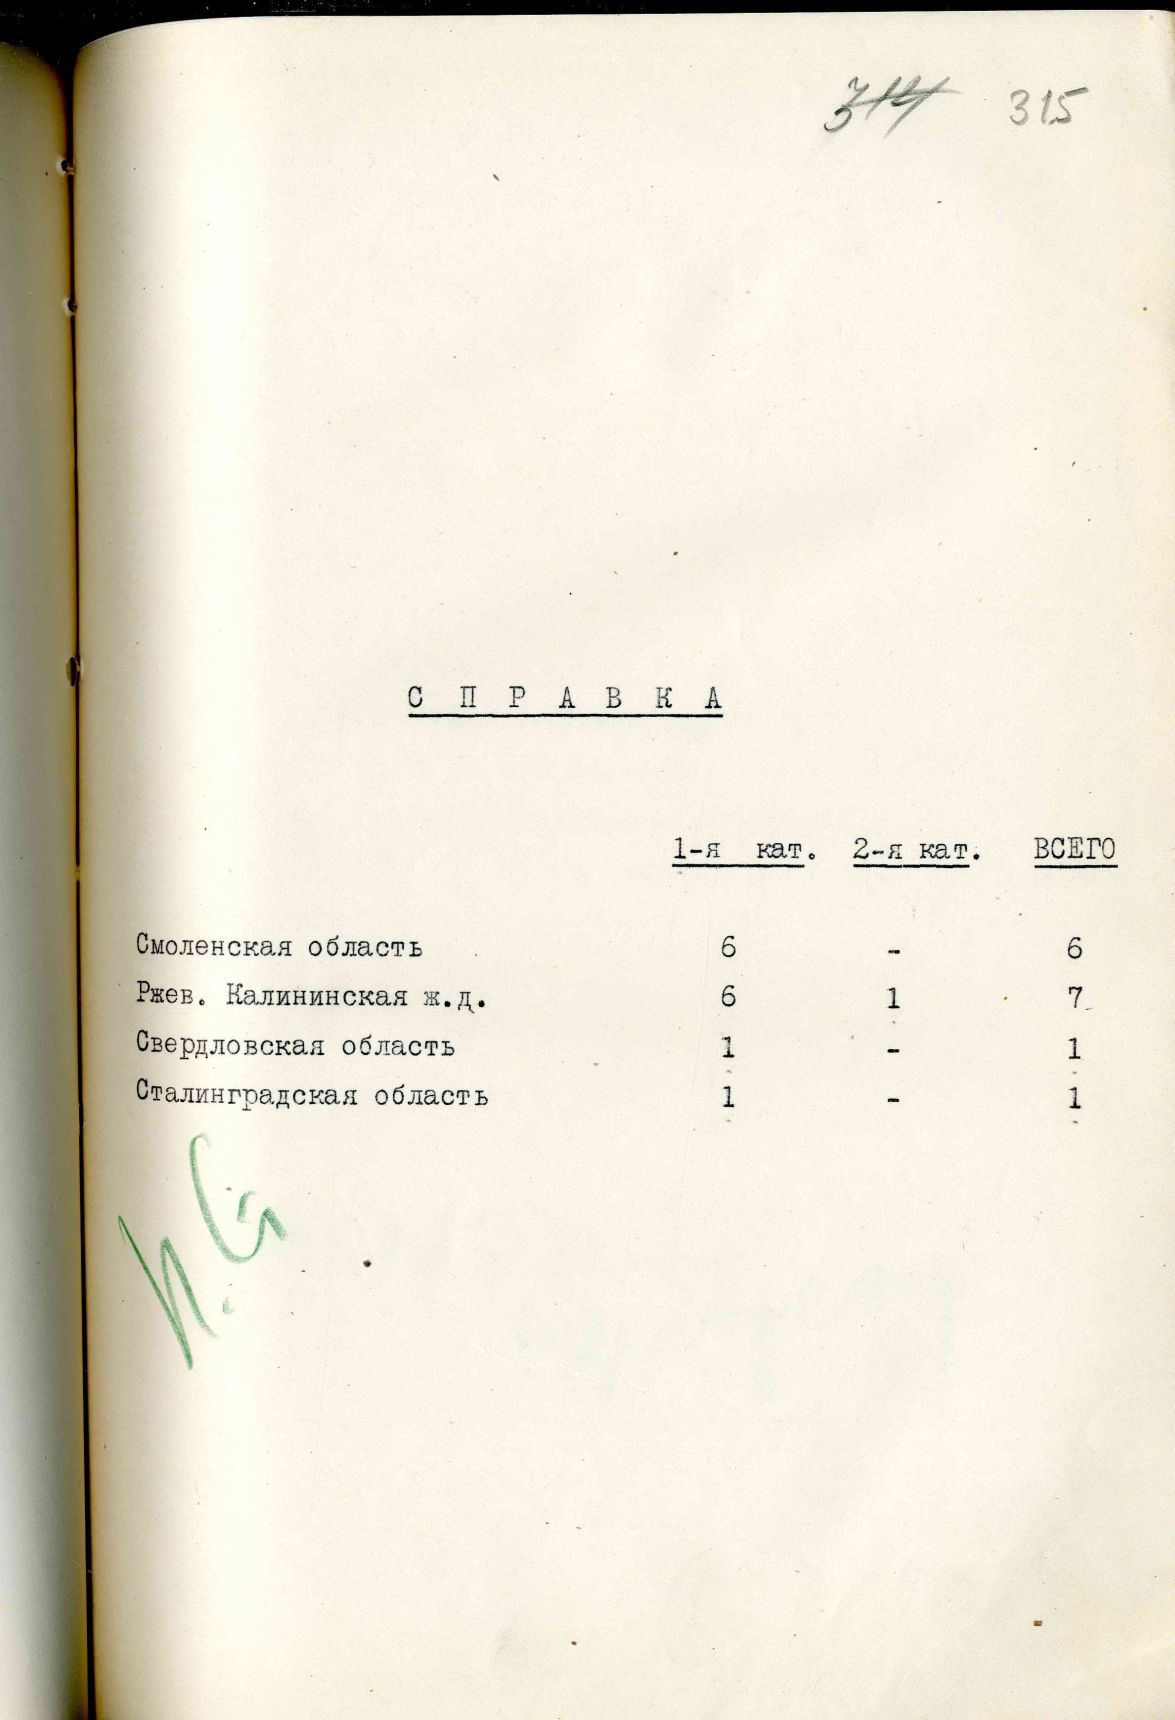 314 315
С П Р А В К А
1-я кат. 2-я кат. ВСЕГО
Смоленская область 6 - 6
Ржев. Калининская ж.д. 6 1 7
Свердловская область 1 - 1
Сталинградская область 1 - 1